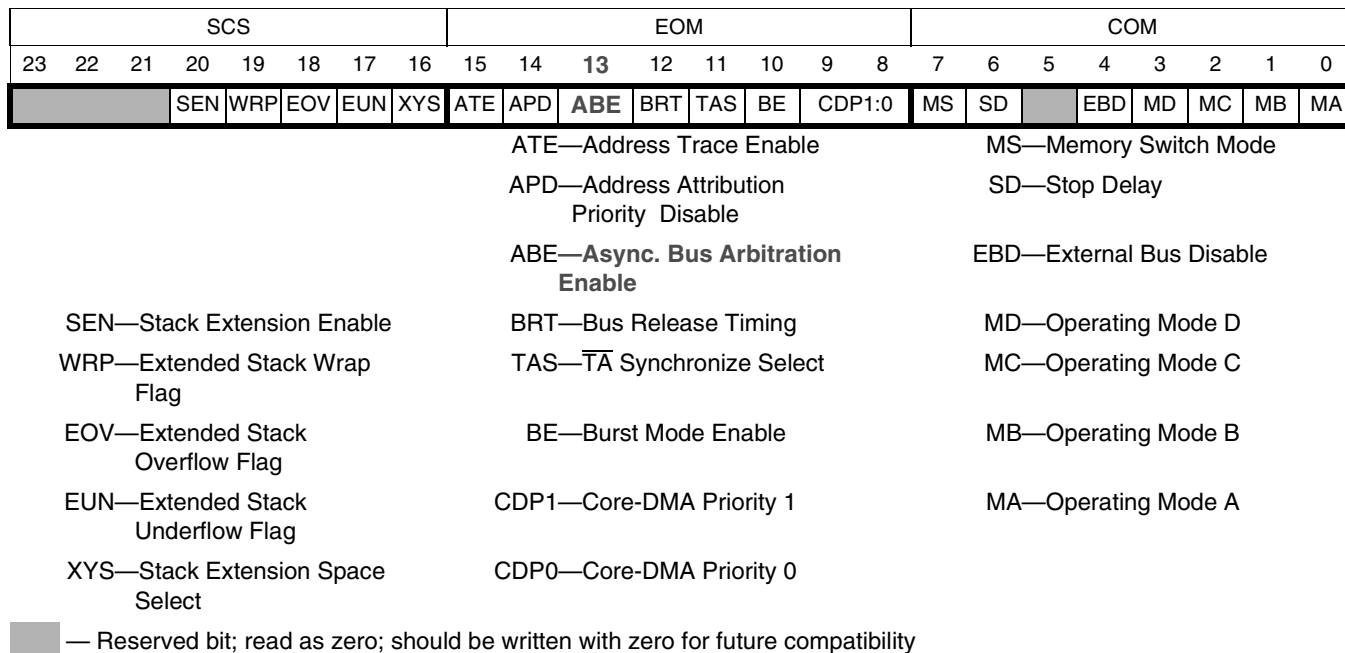 SCS EOM COM
23 22 21 20 19 18 17 16 15 14 13 12 11 10 9 8 7 6 5 4 3 2 1 0
SEN WRP EOV EUN XYS ATE APD ABE BRT TAS BE CDP1:0 MS SD EBD MD MC MB MA
ATE—Address Trace Enable MS—Memory Switch Mode
APD—Address Attribution SD—Stop Delay
Priority Disable
ABE—Async. Bus Arbitration EBD—External Bus Disable
Enable
SEN—Stack Extension Enable BRT—Bus Release Timing MD—Operating Mode D
WRP—Extended Stack Wrap TAS—T̅A̅ Synchronize Select MC—Operating Mode C
Flag
EOV—Extended Stack BE—Burst Mode Enable MB—Operating Mode B
Overflow Flag
EUN—Extended Stack CDP1—Core-DMA Priority 1 MA—Operating Mode A
Underflow Flag
XYS—Stack Extension Space CDP0—Core-DMA Priority 0
Select
— Reserved bit; read as zero; should be written with zero for future compatibility